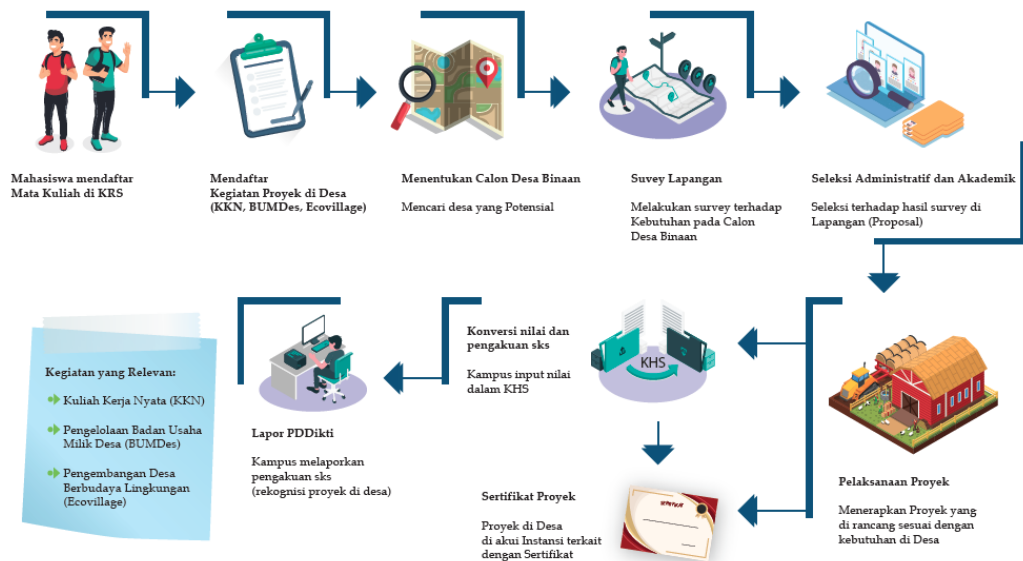 Mahasiswa mendaftar
Mata Kuliah di KRS
Mendaftar
Kegiatan Proyek di Desa
(KKN, BUMDes, Ecovillage)
Menentukan Calon Desa Binaan
Mencari desa yang Potensial
Suvey Lapangan
Melakukan survey terhadap
Kebutuhan pada Calon
Desa Binaan
Seleksi Administratif dan Akademik
Seleksi terhadap hasil survey di
Lapangan (Proposal)
Pelaksanaan Proyek
Menerapkan Proyek yang
di rancang sesuai dengan
kebutuhan di Desa
Konversi nilai dan
pengakuan sks
Kampus input nilai
dalam KHS
KHS
Sertifikat Proyek
Proyek di Desa
di akui Instansi terkait
dengan Sertifikat
Lapor PDDikti
Kampus melaporkan
pengakuan sks
(rekognisi proyek di desa)
Kegiatan yang Relevan:
Kuliah Kerja Nyata (KKN)
Pengelolaan Badan Usaha
Milik Desa (BUMDes)
Pengembangan Desa
Berbudaya Lingkungan
(Ecovillage)